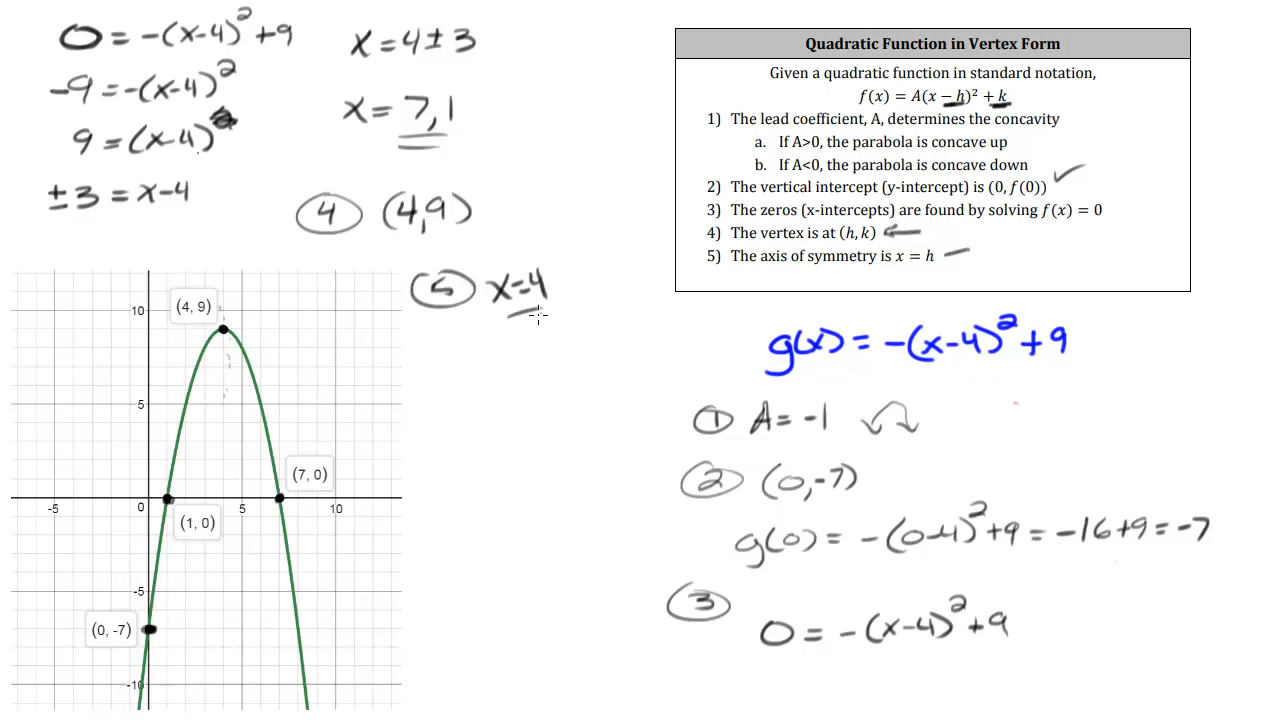 0 = -(x-4)² + 9
-9 = -(x-4)²
9 = (x-4)
±3 = x-4
x = 4 ± 3
x = 7, 1
④ (4,9)
⑤ x=4
(4, 9)
(7, 0)
(1, 0)
(0, -7)
10
5
-5
0
5
10
-5
-10
Quadratic Function in Vertex Form
Given a quadratic function in standard notation,
f(x) = A(x − h)² + k
1) The lead coefficient, A, determines the concavity
a. If A>0, the parabola is concave up
b. If A<0, the parabola is concave down
2) The vertical intercept (y-intercept) is (0, f(0))
3) The zeros (x-intercepts) are found by solving f(x) = 0
4) The vertex is at (h, k)
5) The axis of symmetry is x = h
g(x) = -(x-4)² + 9
① A = -1
② (0,-7)
g(0) = -(0-4)² + 9 = -16+9 = -7
③
0 = -(x-4)² + 9